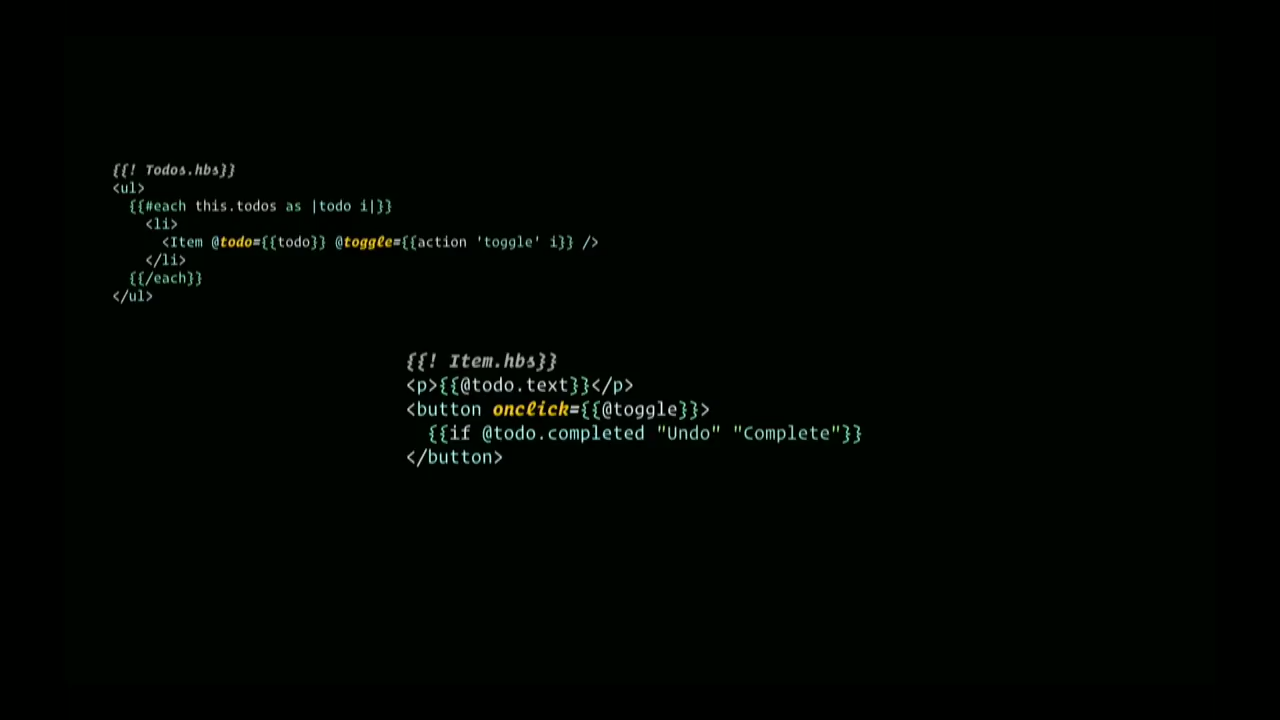 {{! Todos.hbs}}
<ul>
  {{#each this.todos as |todo i|}}
    <li>
      <Item @todo={{todo}} @toggle={{action 'toggle' i}} />
    </li>
  {{/each}}
</ul>
{{! Item.hbs}}
<p>{{@todo.text}}</p>
<button onclick={{@toggle}}>
  {{if @todo.completed "Undo" "Complete"}}
</button>